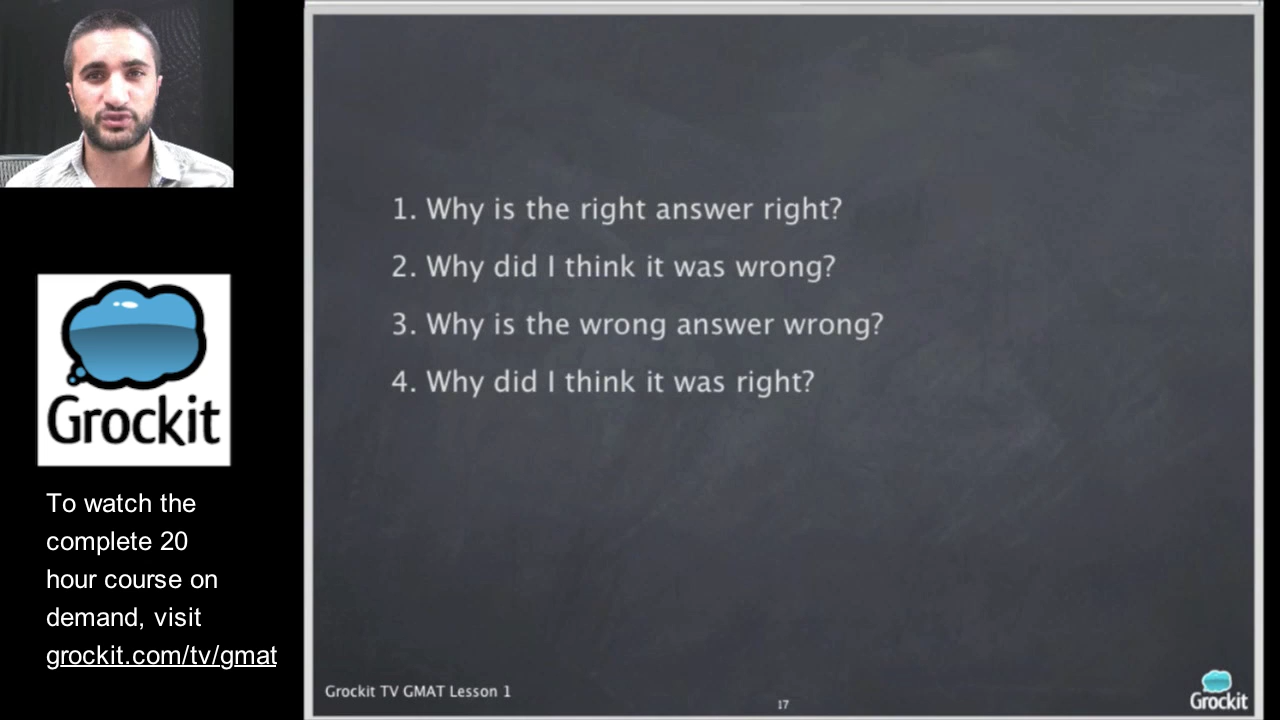 1. Why is the right answer right?
2. Why did I think it was wrong?
3. Why is the wrong answer wrong?
4. Why did I think it was right?
Grockit
To watch the
complete 20
hour course on
demand, visit
grockit.com/tv/gmat
Grockit TV GMAT Lesson 1
17
Grockit